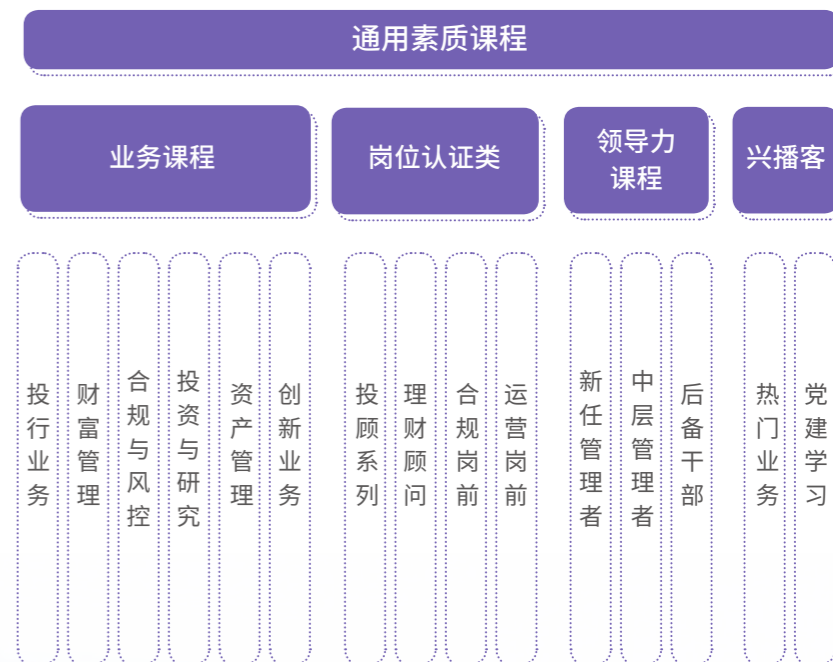 通用素质课程
业务课程
岗位认证类
领导力
课程
兴播客
投行业务
财富管理
合规与风控
投资与研究
资产管理
创新业务
投顾系列
理财顾问
合规岗前
运营岗前
新任管理者
中层管理者
后备干部
热门业务
党建学习